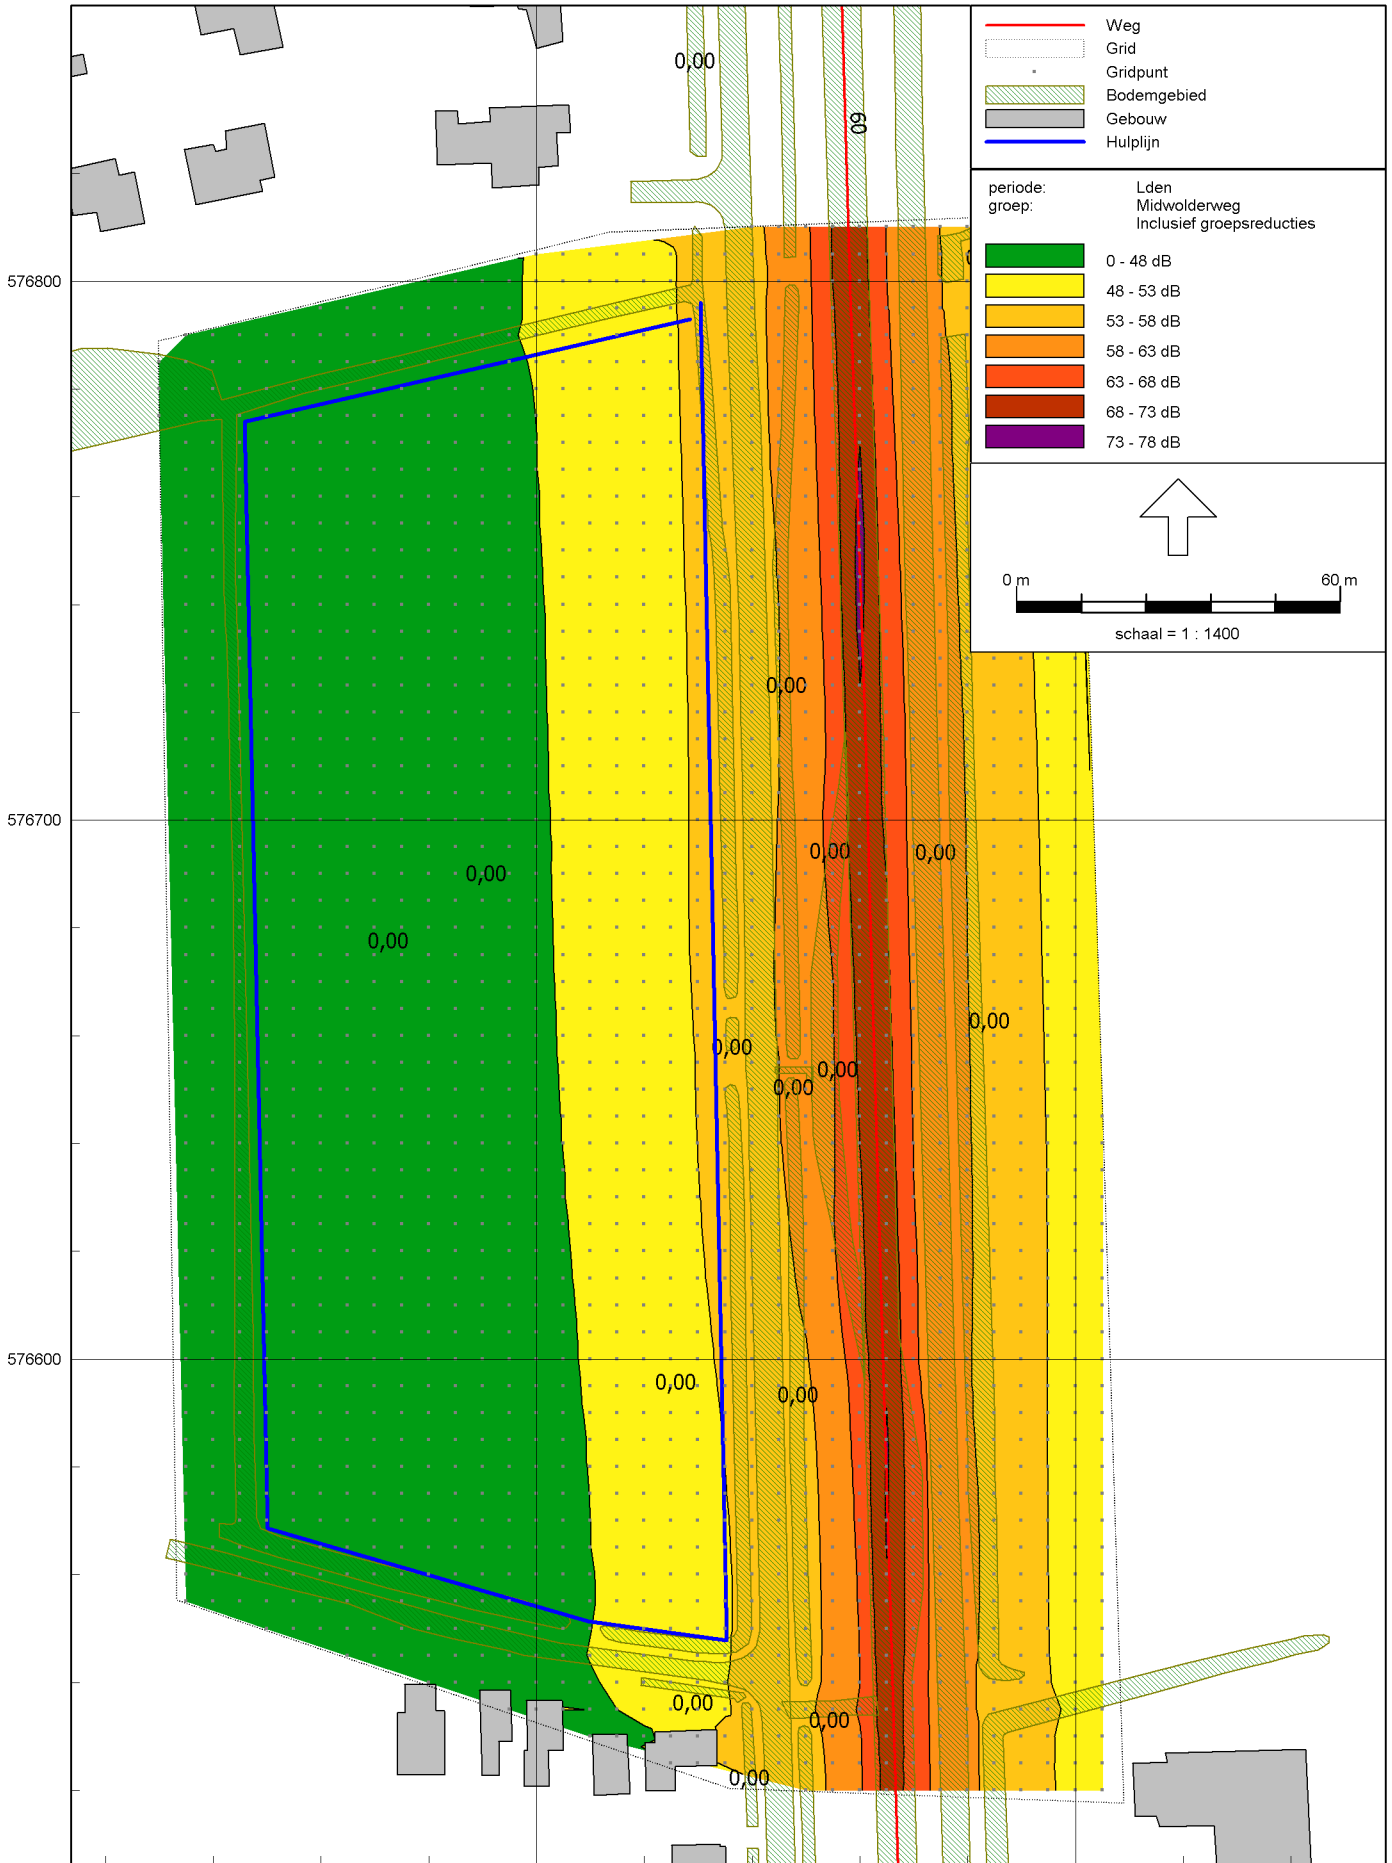 Weg
Grid
Gridpunt
Bodemgebied
Gebouw
Hulplijn
periode: Lden
groep: Midwolderweg
Inclusief groepsreducties
0 - 48 dB
48 - 53 dB
53 - 58 dB
58 - 63 dB
63 - 68 dB
68 - 73 dB
73 - 78 dB
0 m 60 m
schaal = 1 : 1400
0,00
60
576800
0,00
576700
0,00 0,00
0,00
0,00
0,00
0,00
0,00
0,00
576600
0,00
0,00
0,00
0,00
0,00